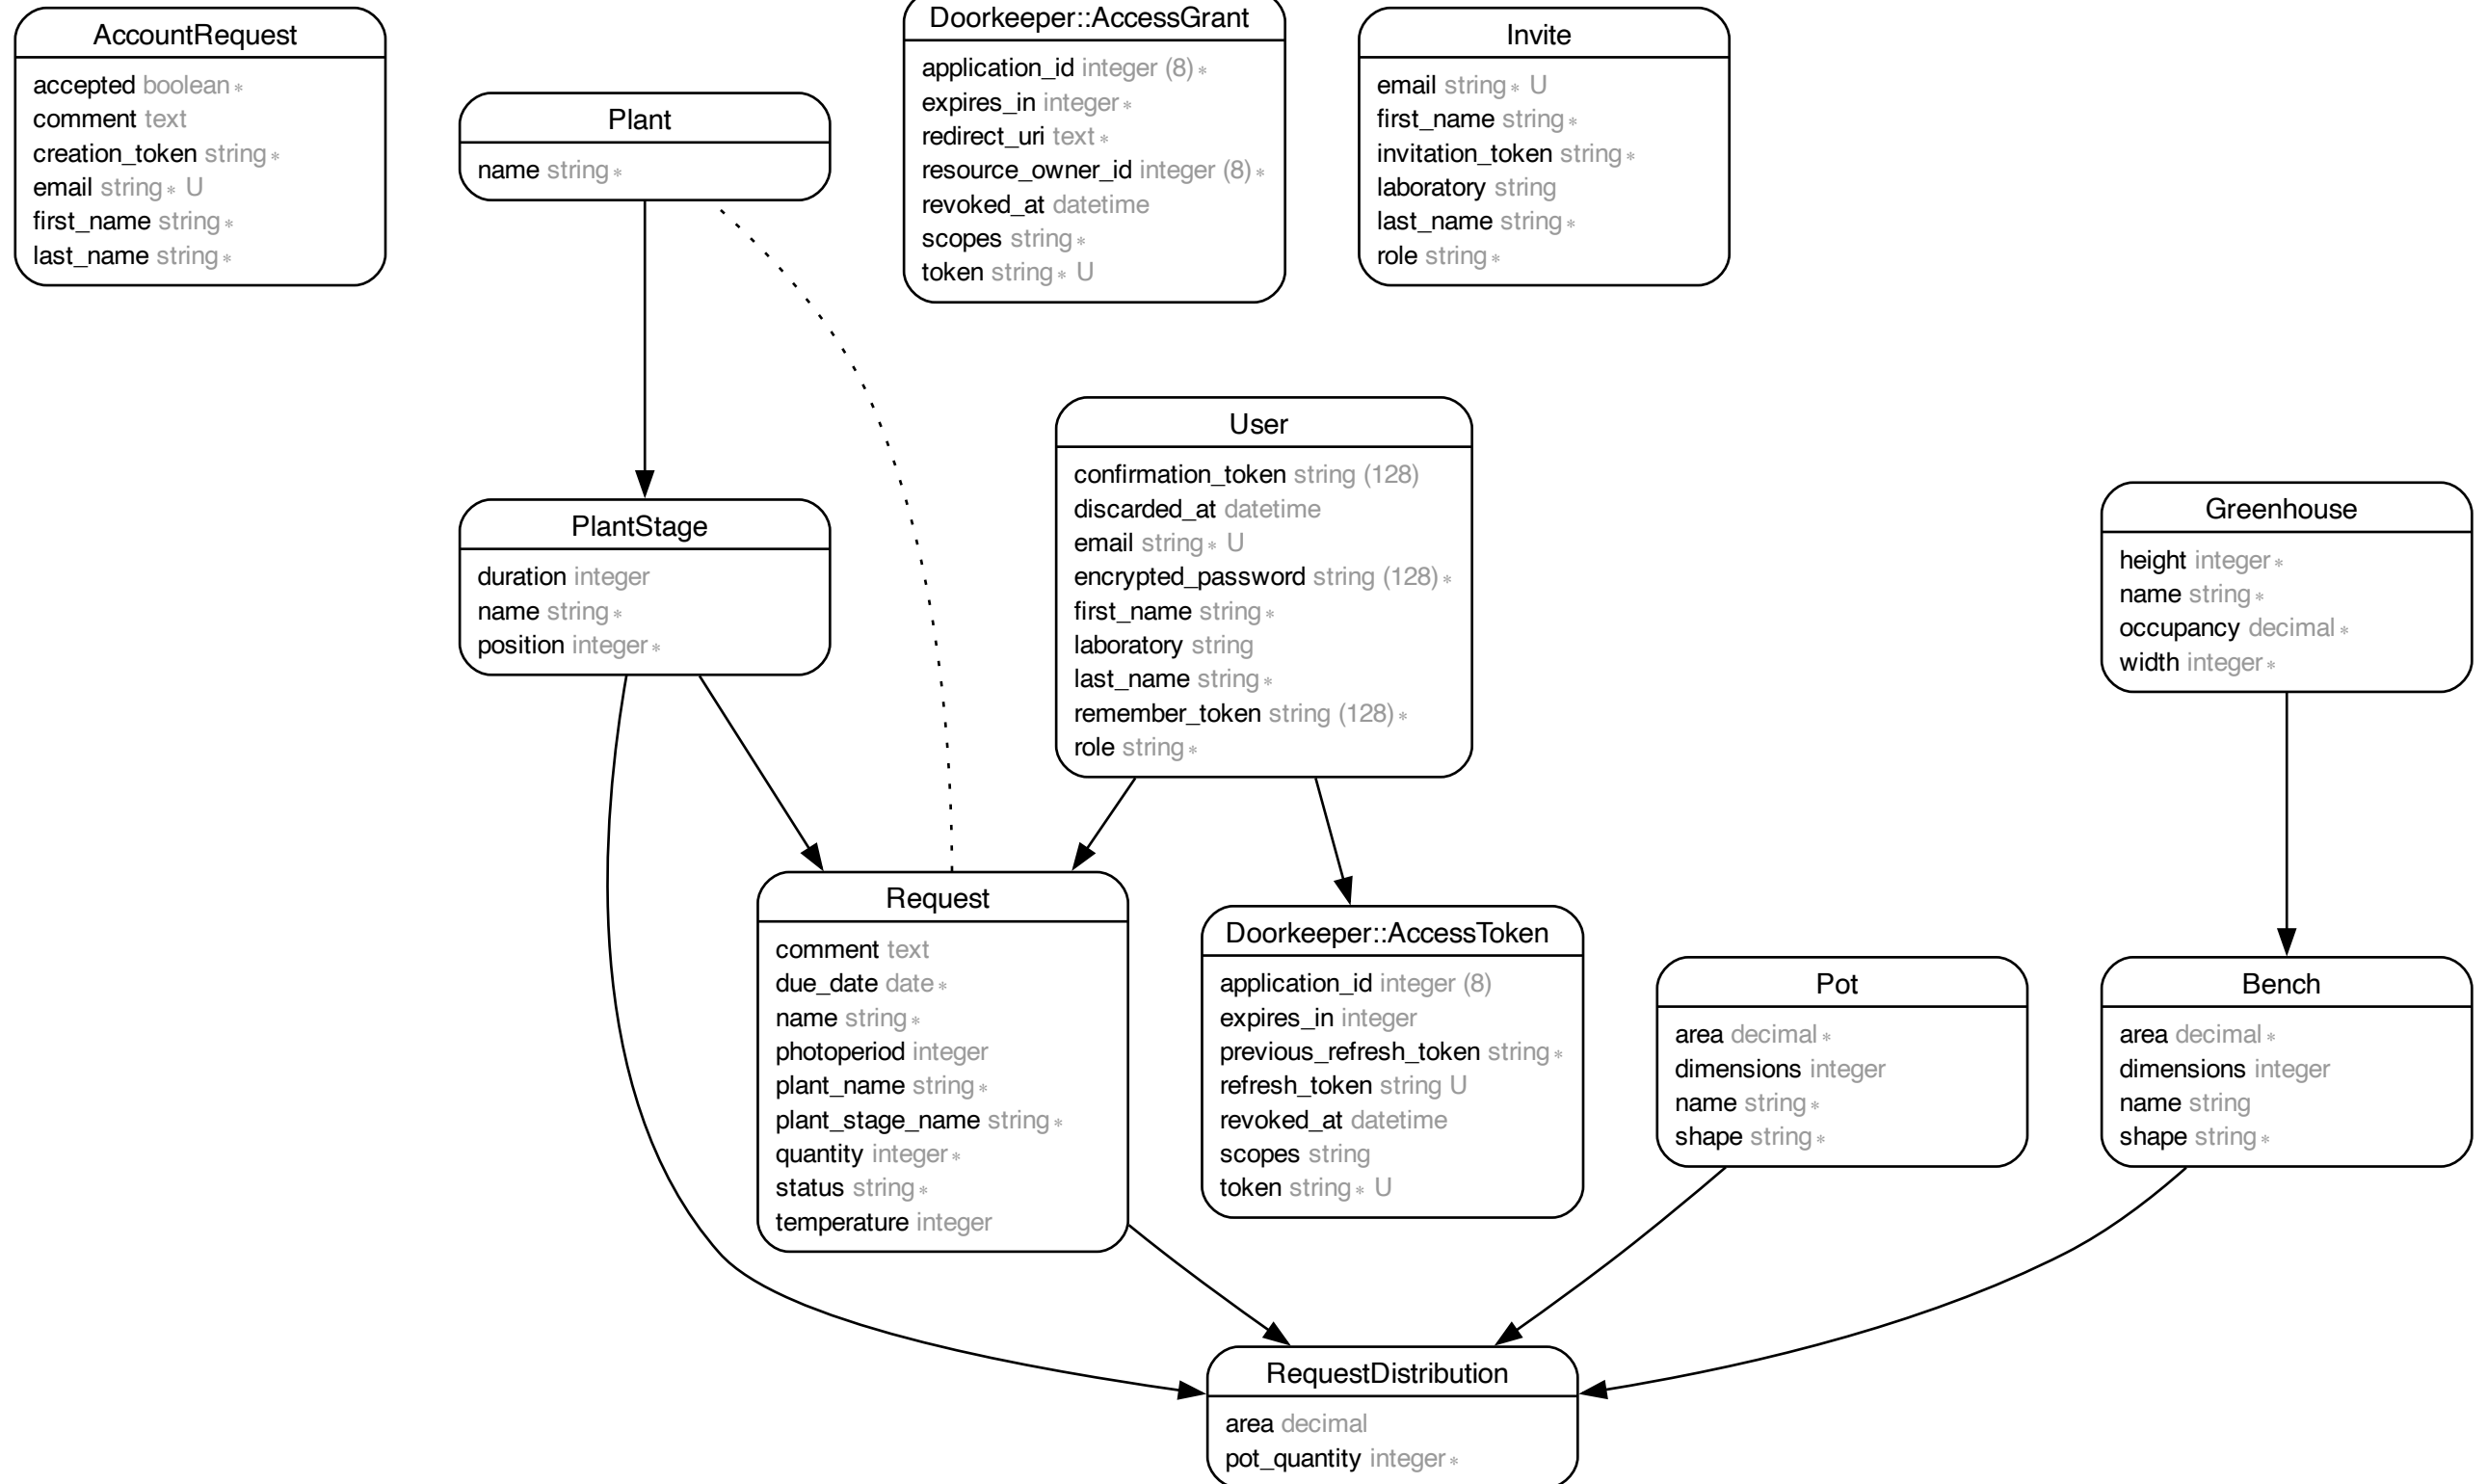 AccountRequest
accepted boolean *
comment text
creation_token string *
email string * U
first_name string *
last_name string *
Plant
name string *
Doorkeeper::AccessGrant
application_id integer (8) *
expires_in integer *
redirect_uri text *
resource_owner_id integer (8) *
revoked_at datetime
scopes string *
token string * U
Invite
email string * U
first_name string *
invitation_token string *
laboratory string
last_name string *
role string *
PlantStage
duration integer
name string *
position integer *
User
confirmation_token string (128)
discarded_at datetime
email string * U
encrypted_password string (128) *
first_name string *
laboratory string
last_name string *
remember_token string (128) *
role string *
Greenhouse
height integer *
name string *
occupancy decimal *
width integer *
Request
comment text
due_date date *
name string *
photoperiod integer
plant_name string *
plant_stage_name string *
quantity integer *
status string *
temperature integer
Doorkeeper::AccessToken
application_id integer (8)
expires_in integer
previous_refresh_token string *
refresh_token string U
revoked_at datetime
scopes string
token string * U
Pot
area decimal *
dimensions integer
name string *
shape string *
Bench
area decimal *
dimensions integer
name string
shape string *
RequestDistribution
area decimal
pot_quantity integer *